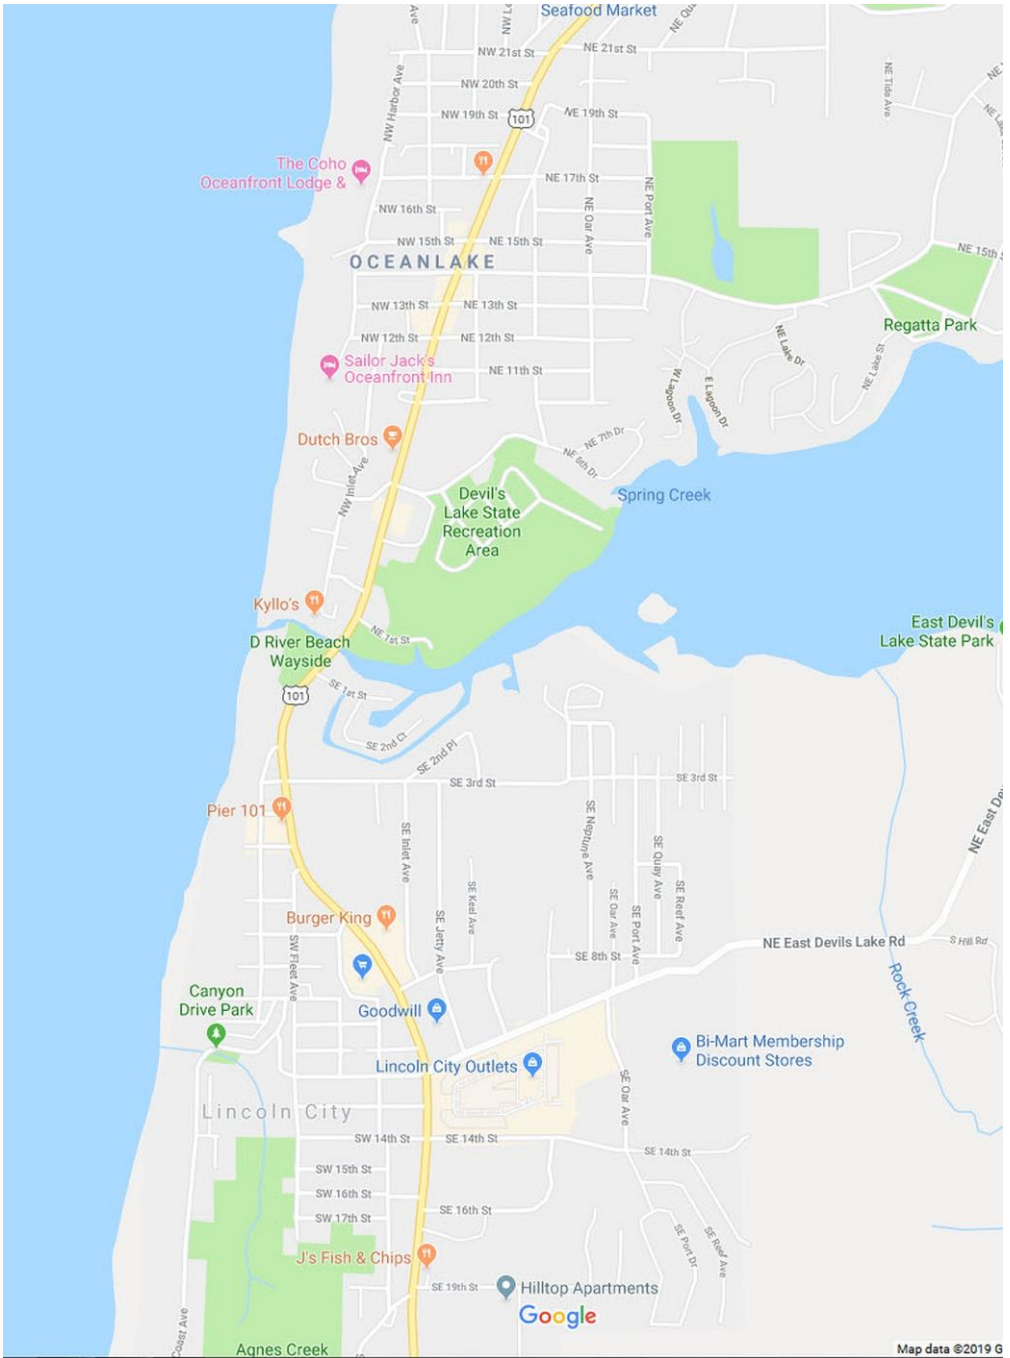 Ave
NW
Seafood Market
NE
NW 21st St
NE 21st St
NW Harbor Ave
NW 20th St
NE Tide Ave
NE
NW 19th St
101
NE 19th St
The Coho
Oceanfront Lodge &
NE 17th St
NE Port Ave
NW 16th St
NE Oar Ave
NW 15th St
NE 15th St
NE 15th
OCEANLAKE
NW 13th St
NE 13th St
Regatta Park
NW 12th St
NE 12th St
NE Lake Dr
Sailor Jack's
Oceanfront Inn
NE 11th St
W Lagoon Dr
E Lagoon Dr
NE Lake St
Dutch Bros
NE 7th Dr
NE 6th Dr
NW Inlet Ave
Devil's
Lake State
Recreation
Area
Spring Creek
Kyllo's
D River Beach
Wayside
NE 1st St
East Devil's
Lake State Park
101
SE 1st St
SE 2nd Ct
SE 2nd Pl
SE 3rd St
SE 3rd St
Pier 101
SE Inlet Ave
SE Neptune Ave
SE Quay Ave
NE East De
SE Keel Ave
SE Oar Ave
SE Reef Ave
Burger King
SE Jetty Ave
SE Port Ave
SW Fleet Ave
SE 8th St
NE East Devils Lake Rd
S Hill Rd
Canyon
Drive Park
Goodwill
Rock Creek
Lincoln City Outlets
Bi-Mart Membership
Discount Stores
Lincoln City
SE Oar Ave
SW 14th St
SE 14th St
SE 14th St
SW 15th St
SW 16th St
SE 16th St
SW 17th St
SE Port Dr
SE Reef Ave
J's Fish & Chips
SE 19th St
Hilltop Apartments
Google
Coast Ave
Agnes Creek
Map data ©2019 G